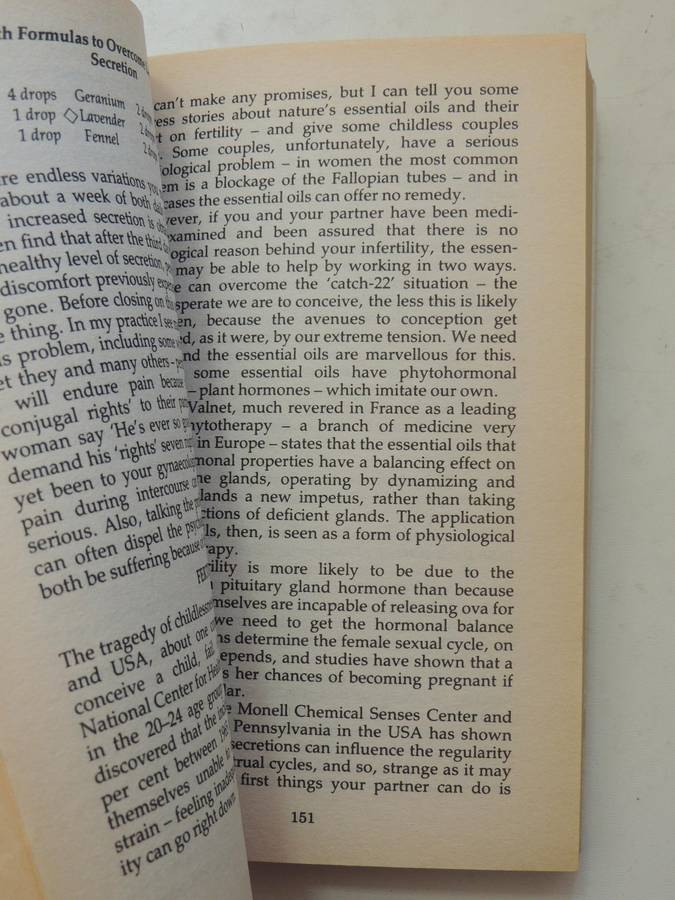 Formulas to Overcome
Secretion
4 drops Geranium
1 drop Lavender
1 drop Fennel
endless variations
about a week of both
increased secretion is
find that after the third
healthy level of secretion,
discomfort previously
gone. Before closing on
thing. In my practice I see
problem, including some
they and many others –
will endure pain because
conjugal rights' to their
woman say 'He's ever so
demand his 'rights' seven
yet been to your
pain during intercourse
serious. Also, talking the
can often dispel the
both be suffering because
The tragedy of
and USA, about one
conceive a child,
National Center for
in the 20–24 age group
discovered that the
per cent between
themselves unable
strain – feeling
ity can go right down
can't make any promises, but I can tell you some
stories about nature's essential oils and their
on fertility – and give some childless couples
Some couples, unfortunately, have a serious
problem – in women the most common
is a blockage of the Fallopian tubes – and in
cases the essential oils can offer no remedy.
if you and your partner have been medi-
examined and been assured that there is no
reason behind your infertility, the essen-
may be able to help by working in two ways.
can overcome the 'catch-22' situation – the
we are to conceive, the less this is likely
because the avenues to conception get
as it were, by our extreme tension. We need
and the essential oils are marvellous for this.
some essential oils have phytohormonal
– plant hormones – which imitate our own.
Valnet, much revered in France as a leading
– a branch of medicine very
in Europe – states that the essential oils that
properties have a balancing effect on
glands, operating by dynamizing and
glands a new impetus, rather than taking
of deficient glands. The application
then, is seen as a form of physiological
is more likely to be due to the
pituitary gland hormone than because
are incapable of releasing ova for
we need to get the hormonal balance
determine the female sexual cycle, on
depends, and studies have shown that a
her chances of becoming pregnant if
Monell Chemical Senses Center and
Pennsylvania in the USA has shown
secretions can influence the regularity
cycles, and so, strange as it may
first things your partner can do is
151